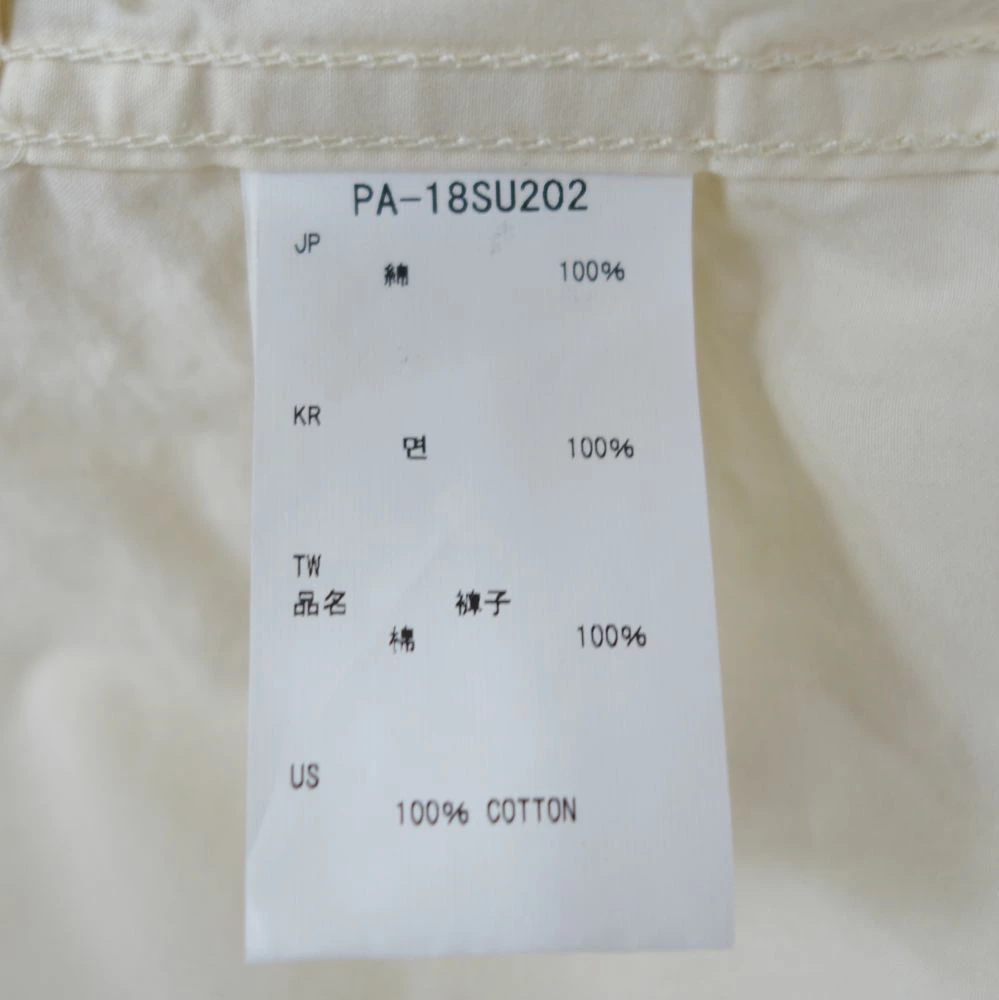 PA-18SU202
JP
綿 100%
KR
면 100%
TW
品名 褲子
棉 100%
US
100% COTTON